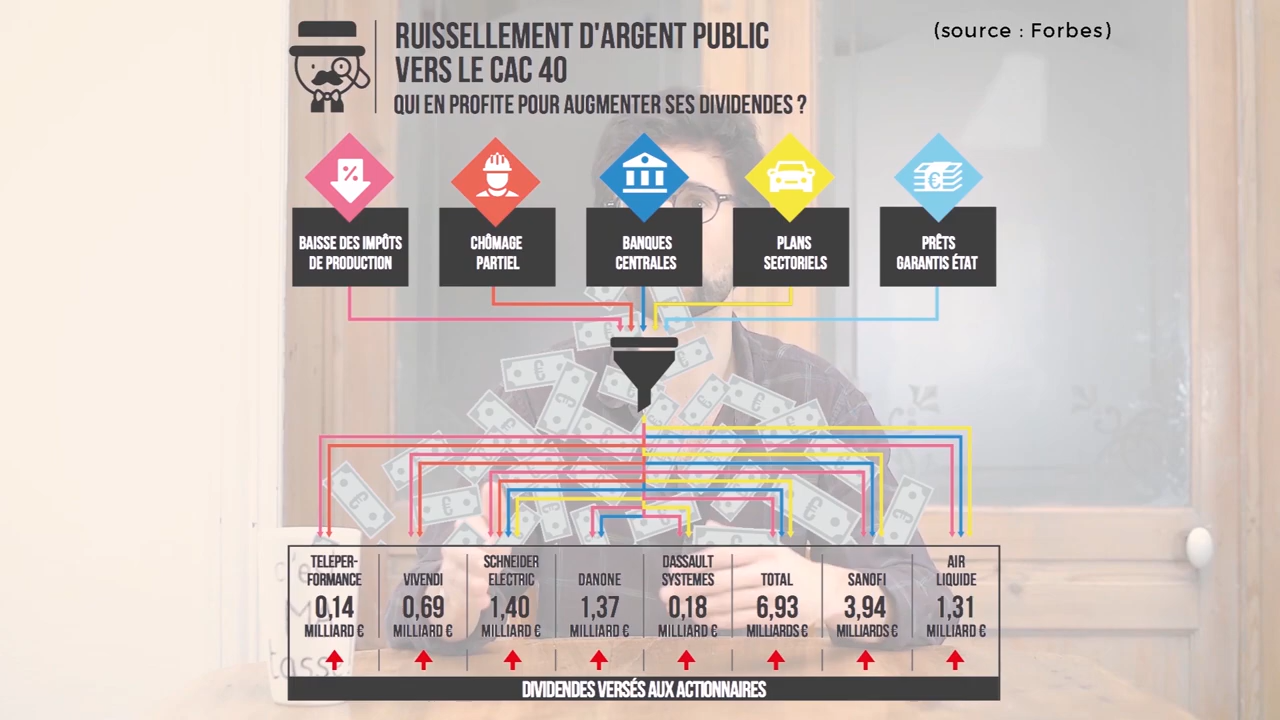 RUISSELLEMENT D'ARGENT PUBLIC
VERS LE CAC 40
QUI EN PROFITE POUR AUGMENTER SES DIVIDENDES ?
(source : Forbes)
%
€
BAISSE DES IMPÔTS
DE PRODUCTION
CHÔMAGE
PARTIEL
BANQUES
CENTRALES
PLANS
SECTORIELS
PRÊTS
GARANTIS ÉTAT
TELEPER-
FORMANCE
0,14
MILLIARD €
VIVENDI
0,69
MILLIARD €
SCHNEIDER
ELECTRIC
1,40
MILLIARD €
DANONE
1,37
MILLIARD €
DASSAULT
SYSTEMES
0,18
MILLIARD €
TOTAL
6,93
MILLIARDS €
SANOFI
3,94
MILLIARDS €
AIR
LIQUIDE
1,31
MILLIARD €
DIVIDENDES VERSÉS AUX ACTIONNAIRES